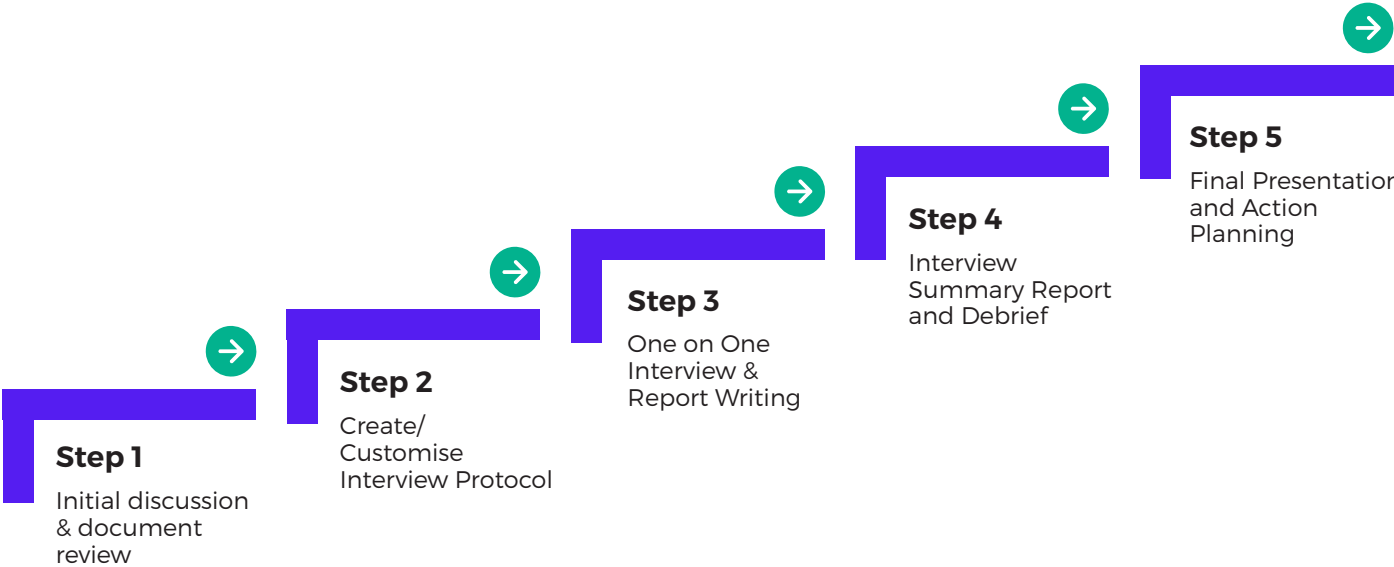 Step 1
Initial discussion
& document
review
Step 2
Create/
Customise
Interview Protocol
Step 3
One on One
Interview &
Report Writing
Step 4
Interview
Summary Report
and Debrief
Step 5
Final Presentation
and Action
Planning